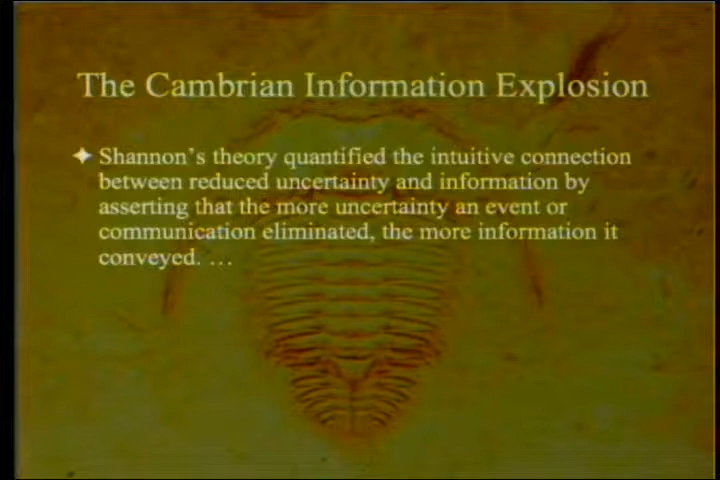 The Cambrian Information Explosion
Shannon's theory quantified the intuitive connection
between reduced uncertainty and information by
asserting that the more uncertainty an event or
communication eliminated, the more information it
conveyed. …